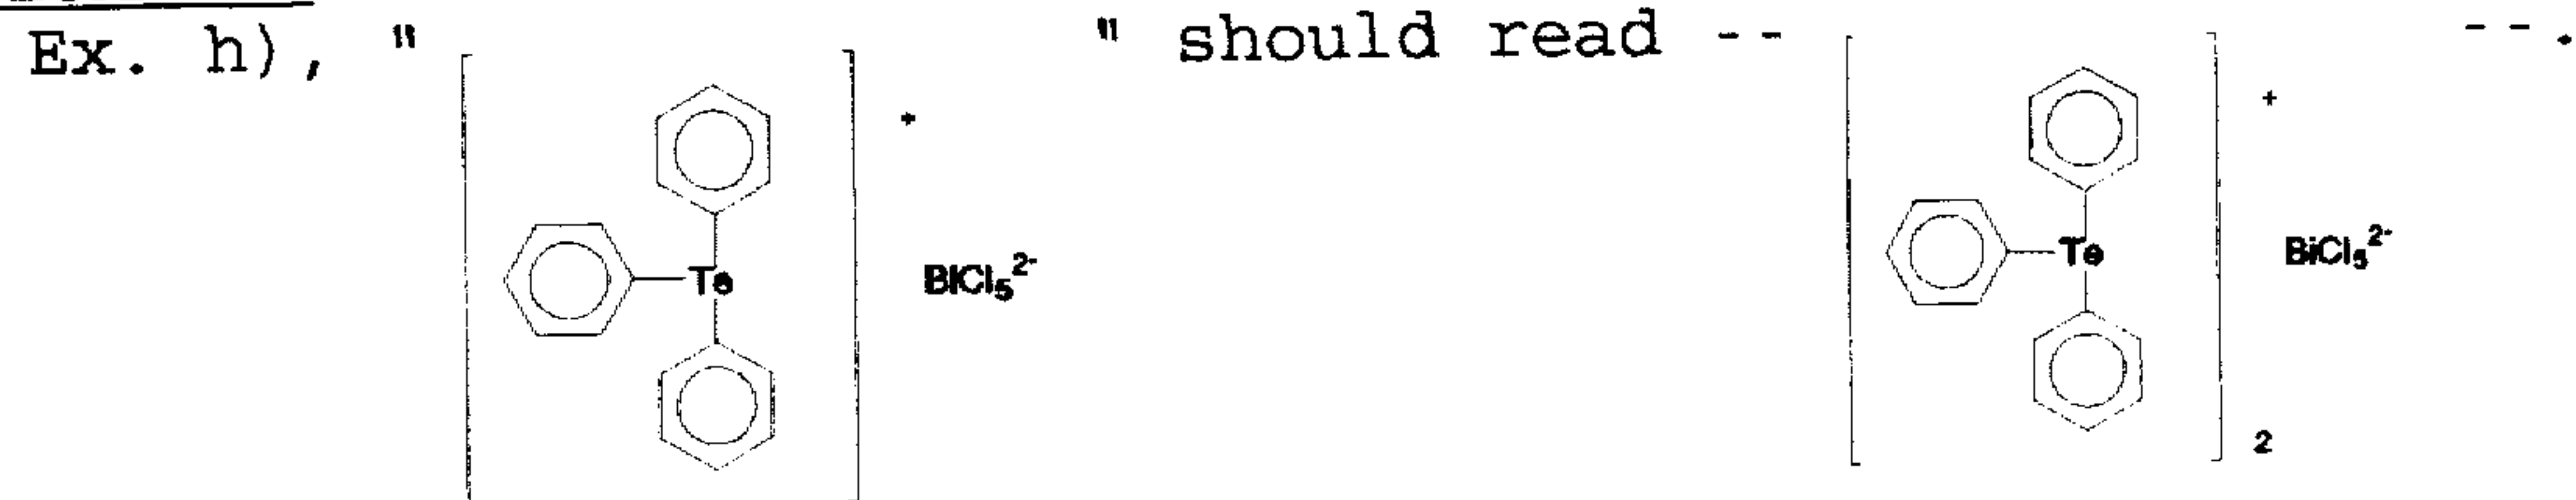 Ex. h), " " should read -- --.
+ +
Te BiCl5 2- Te BiCl5 2-
2